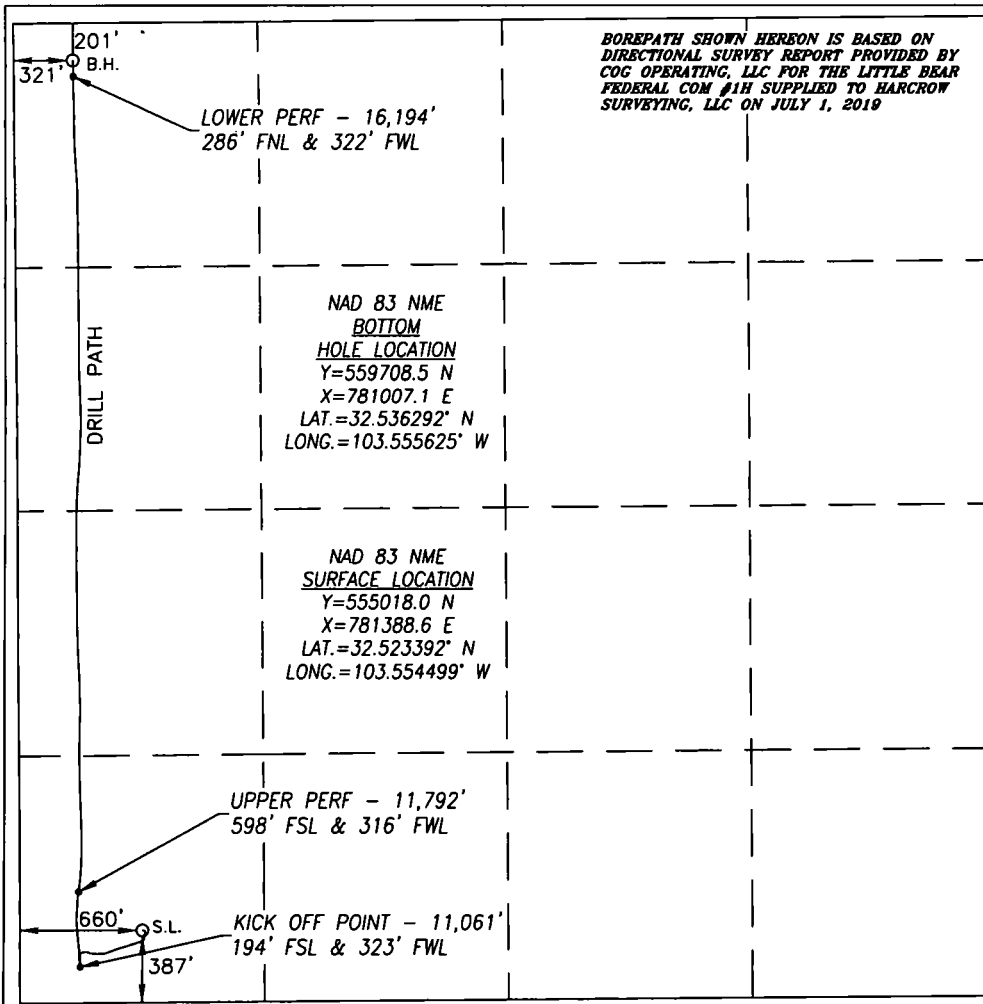 201'
321'
B.H.
BOREPATH SHOWN HEREON IS BASED ON
DIRECTIONAL SURVEY REPORT PROVIDED BY
COG OPERATING, LLC FOR THE LITTLE BEAR
FEDERAL COM #1H SUPPLIED TO HARCROW
SURVEYING, LLC ON JULY 1, 2019
LOWER PERF - 16,194'
286' FNL & 322' FWL
DRILL PATH
NAD 83 NME
BOTTOM
HOLE LOCATION
Y=559708.5 N
X=781007.1 E
LAT.=32.536292° N
LONG.=103.555625° W
NAD 83 NME
SURFACE LOCATION
Y=555018.0 N
X=781388.6 E
LAT.=32.523392° N
LONG.=103.554499° W
UPPER PERF - 11,792'
598' FSL & 316' FWL
660'
S.L.
KICK OFF POINT - 11,061'
194' FSL & 323' FWL
387'